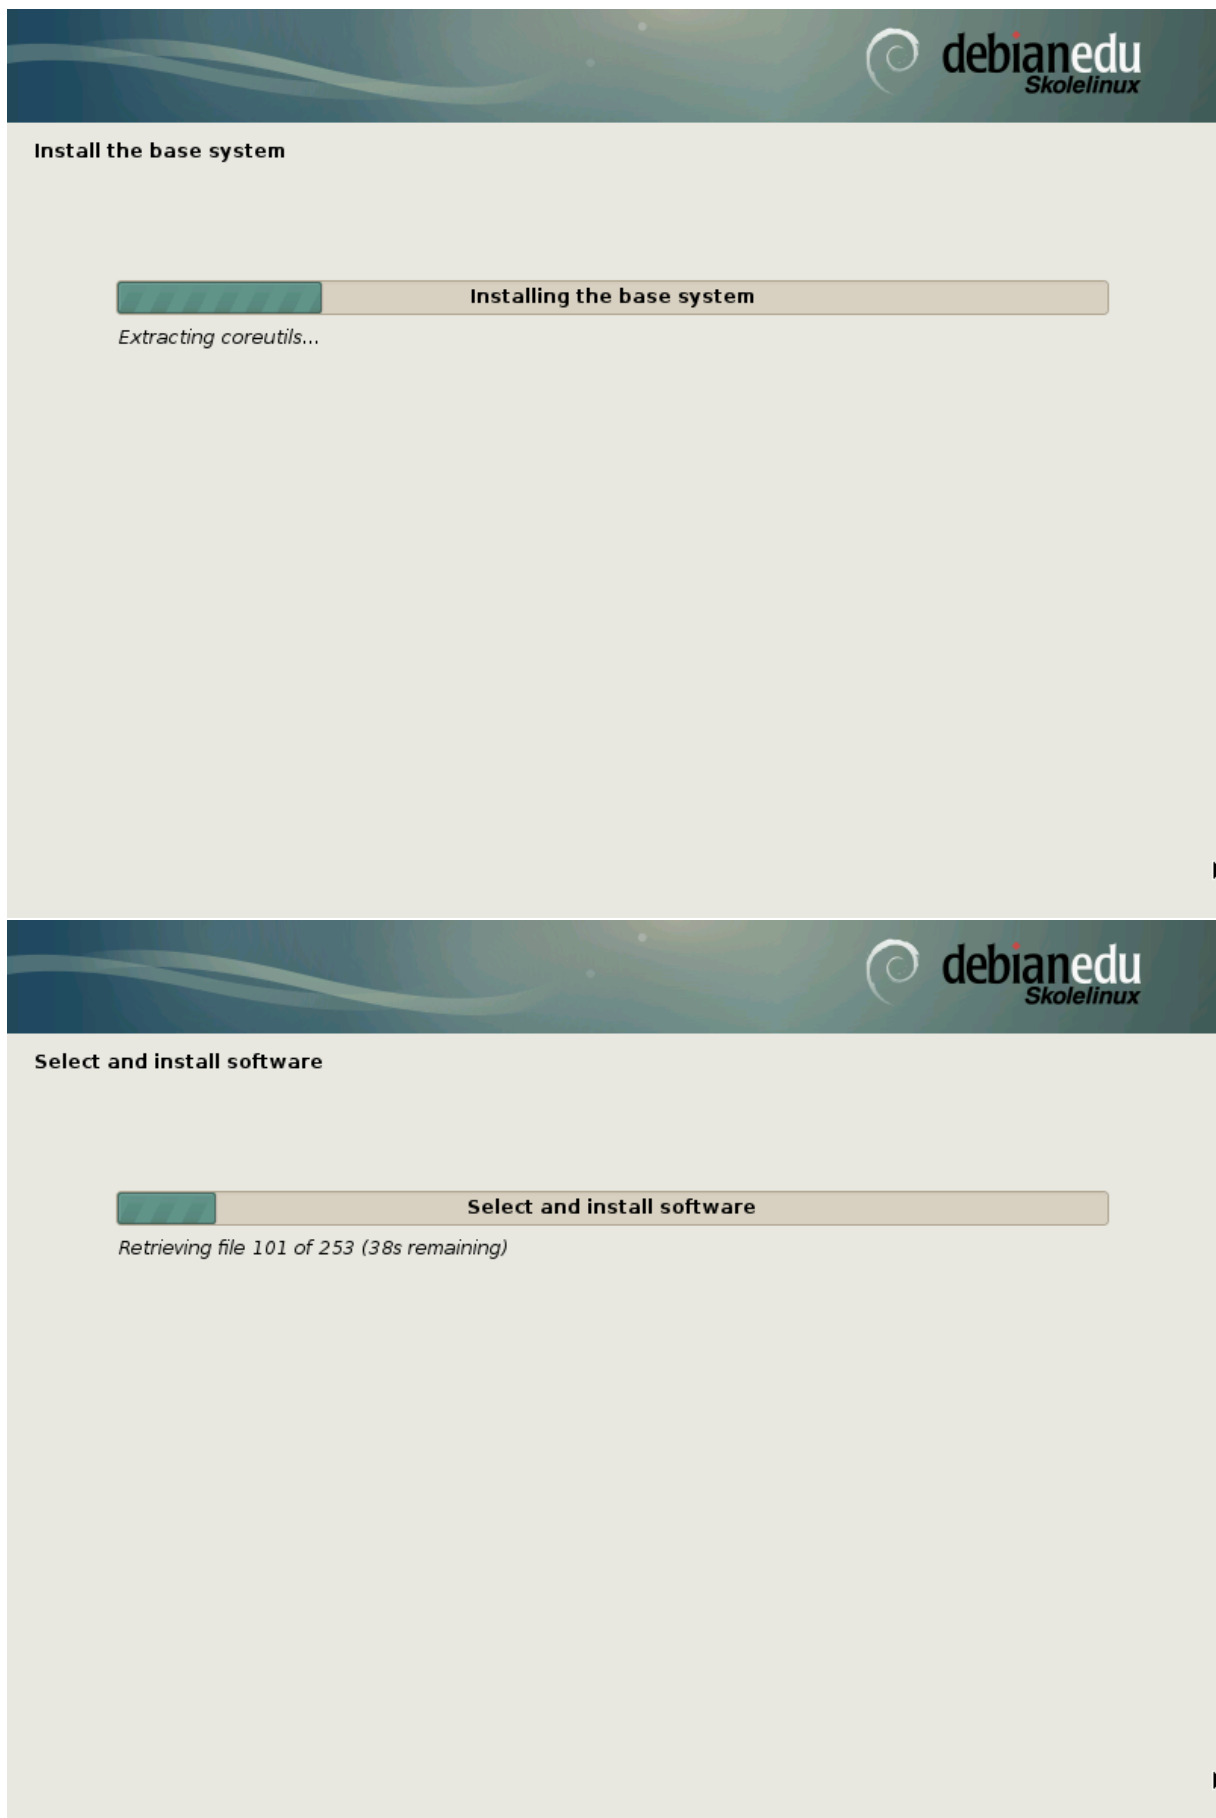 debianedu
Skolelinux
Install the base system
Installing the base system
Extracting coreutils...
debianedu
Skolelinux
Select and install software
Select and install software
Retrieving file 101 of 253 (38s remaining)